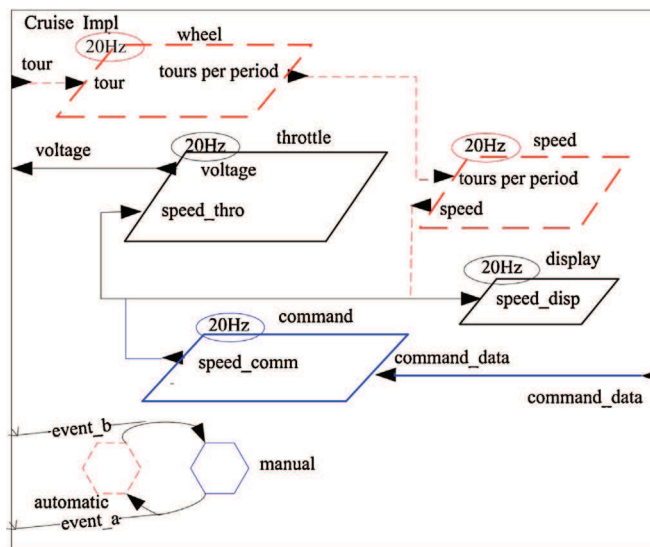 Cruise Impl
20Hz
wheel
tour
tour
tours per period
20Hz
throttle
voltage
voltage
20Hz
speed
tours per period
speed_thro
speed
20Hz
display
speed_disp
20Hz
command
speed_comm
command_data
command_data
event_b
manual
automatic
event_a